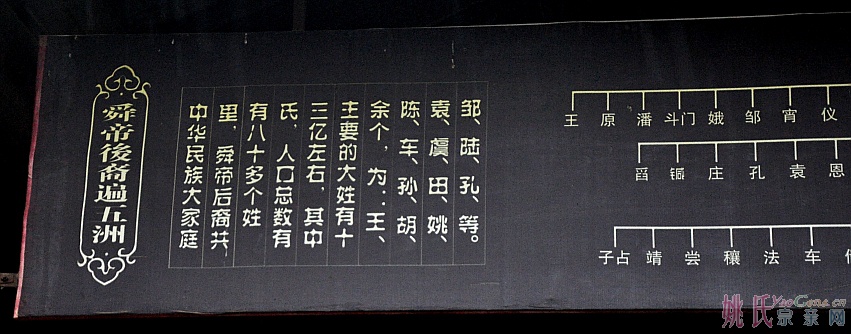 舜帝後裔遍五洲
中华民族大家庭
里,舜帝后裔共
有八十多个姓
氏,人口总数有
三亿左右,其中
主要的大姓有十
余个,为:王、
陈、车、孙、胡、
袁、虞、田、姚、
邹、陆、孔、等。
王 原 潘 斗门 娥 邹 宵 仪
庄 孔 袁 恩
子占 靖 尝 穰 法 车
姚氏宗亲网